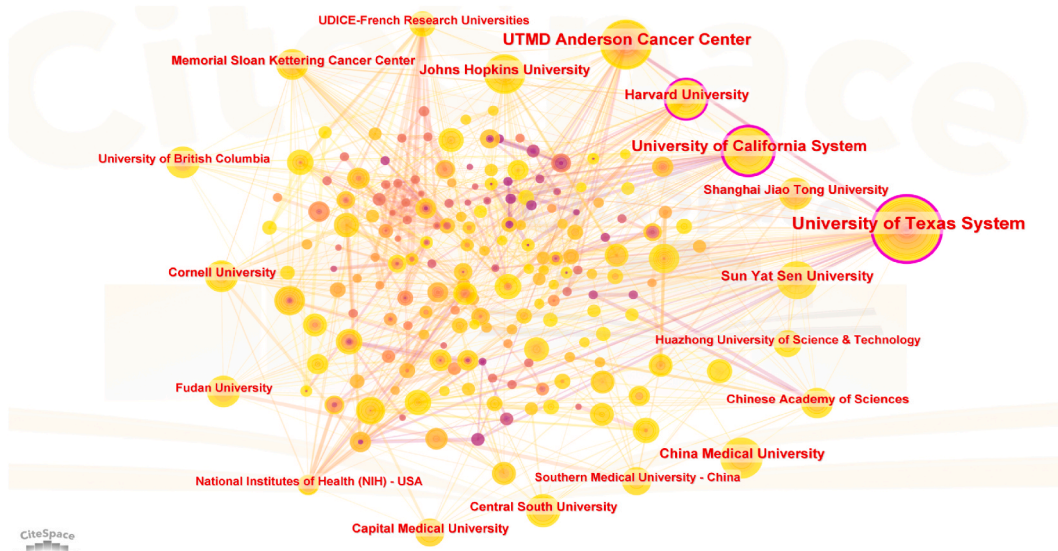 UDICE-French Research Universities
UTMD Anderson Cancer Center
Memorial Sloan Kettering Cancer Center
Johns Hopkins University
Harvard University
University of California System
University of British Columbia
Shanghai Jiao Tong University
University of Texas System
Cornell University
Sun Yat Sen University
Huazhong University of Science & Technology
Fudan University
Chinese Academy of Sciences
China Medical University
National Institutes of Health (NIH) - USA
Southern Medical University - China
Central South University
Capital Medical University
CiteSpace
CiteSpace